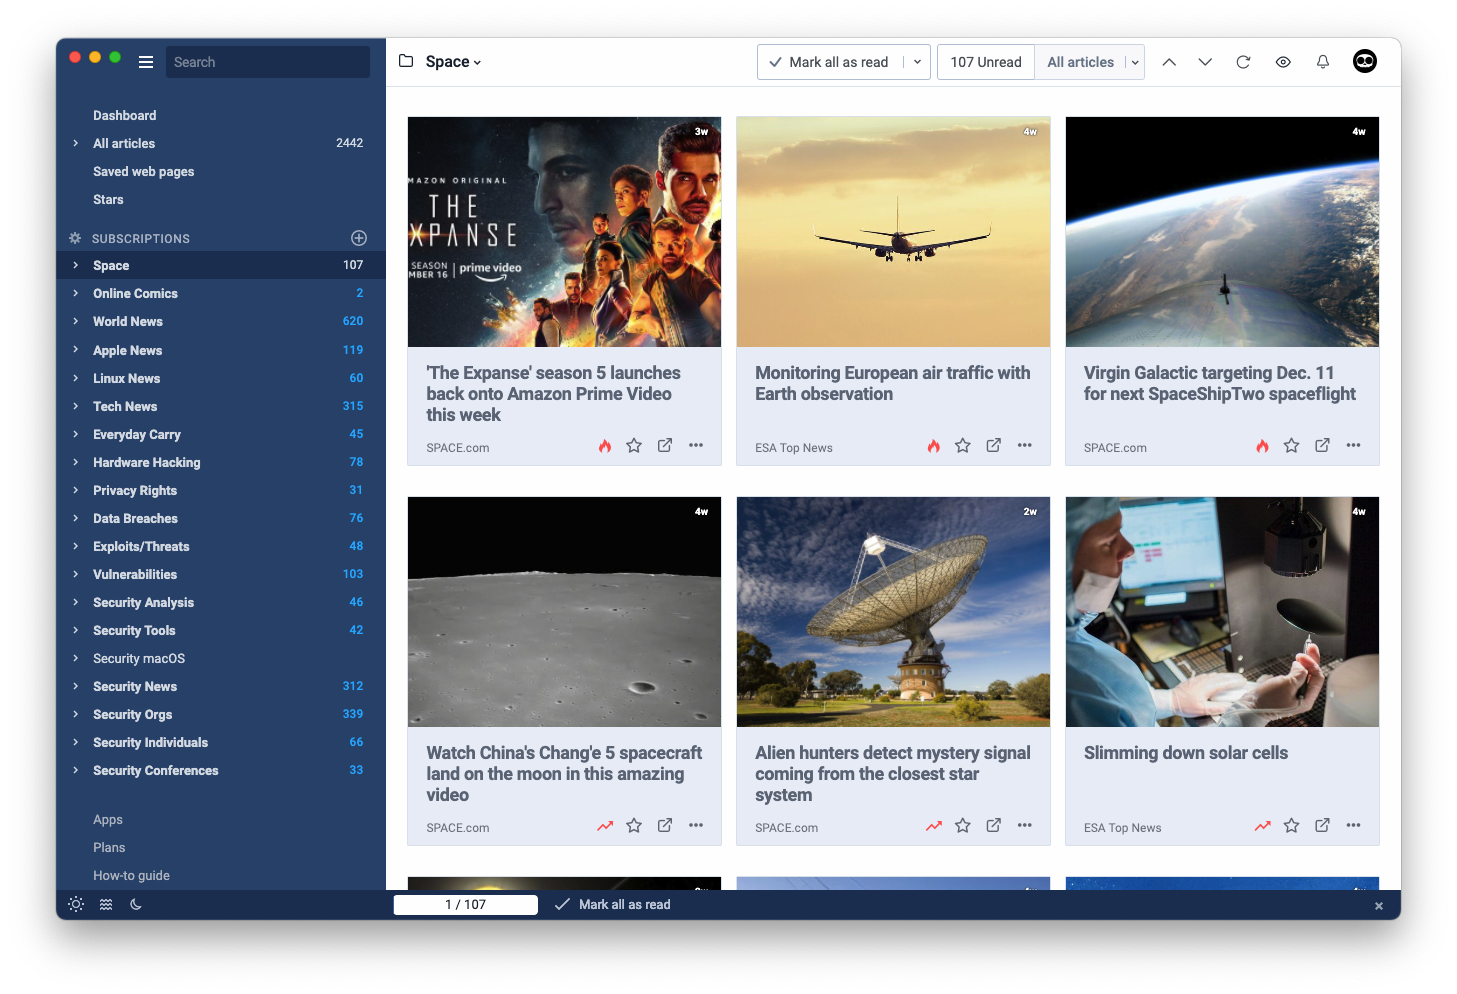 Search
Dashboard
All articles 2442
Saved web pages
Stars
SUBSCRIPTIONS
Space 107
Online Comics 2
World News 620
Apple News 119
Linux News 60
Tech News 315
Everyday Carry 45
Hardware Hacking 78
Privacy Rights 31
Data Breaches 76
Exploits/Threats 48
Vulnerabilities 103
Security Analysis 46
Security Tools 42
Security macOS
Security News 312
Security Orgs 339
Security Individuals 66
Security Conferences 33
Apps
Plans
How-to guide
Space
Mark all as read
107 Unread
All articles
3w
MAZON ORIGINAL
THE
XPANSE
SEASON
MBER 16
prime video
'The Expanse' season 5 launches
back onto Amazon Prime Video
this week
SPACE.com
4w
Monitoring European air traffic with
Earth observation
ESA Top News
4w
Virgin Galactic targeting Dec. 11
for next SpaceShipTwo spaceflight
SPACE.com
4w
Watch China's Chang'e 5 spacecraft
land on the moon in this amazing
video
SPACE.com
2w
Alien hunters detect mystery signal
coming from the closest star
system
SPACE.com
4w
Slimming down solar cells
ESA Top News
1 / 107
Mark all as read